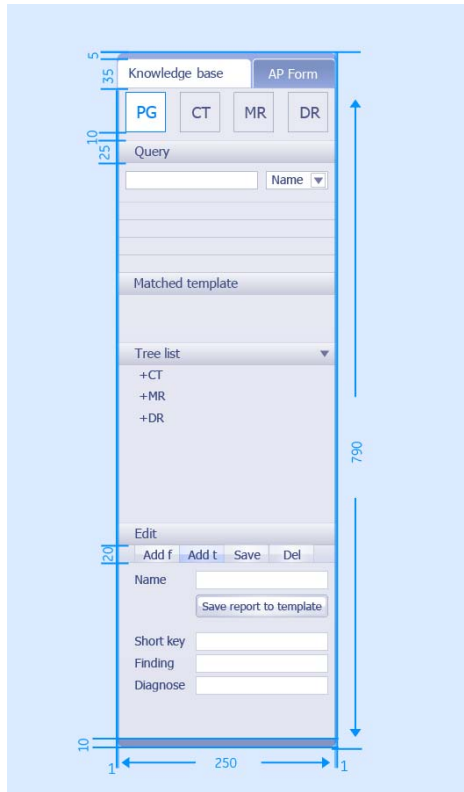 5
35
Knowledge base AP Form
PG CT MR DR
10
25
Query
Name
Matched template
Tree list
+CT
+MR
+DR
790
Edit
20
Add f Add t Save Del
Name
Save report to template
Short key
Finding
Diagnose
10
1 250 1